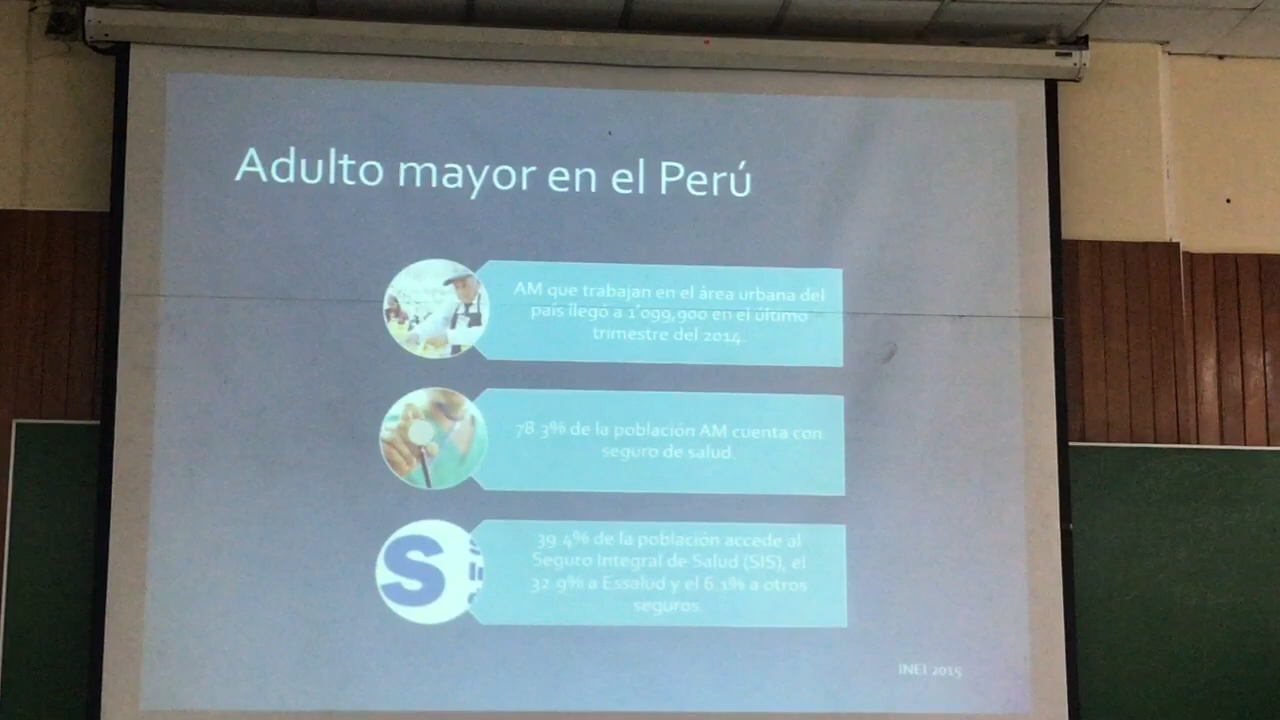 Adulto mayor en el Perú
AM que trabajan en el área urbana del
país llegó a 1'099,900 en el último
trimestre del 2014.
78.3% de la población AM cuenta con
seguro de salud.
S
39.4% de la población accede al
Seguro Integral de Salud (SIS), el
32.9% a Essalud y el 6.1% a otros
seguros.
INEI 2015